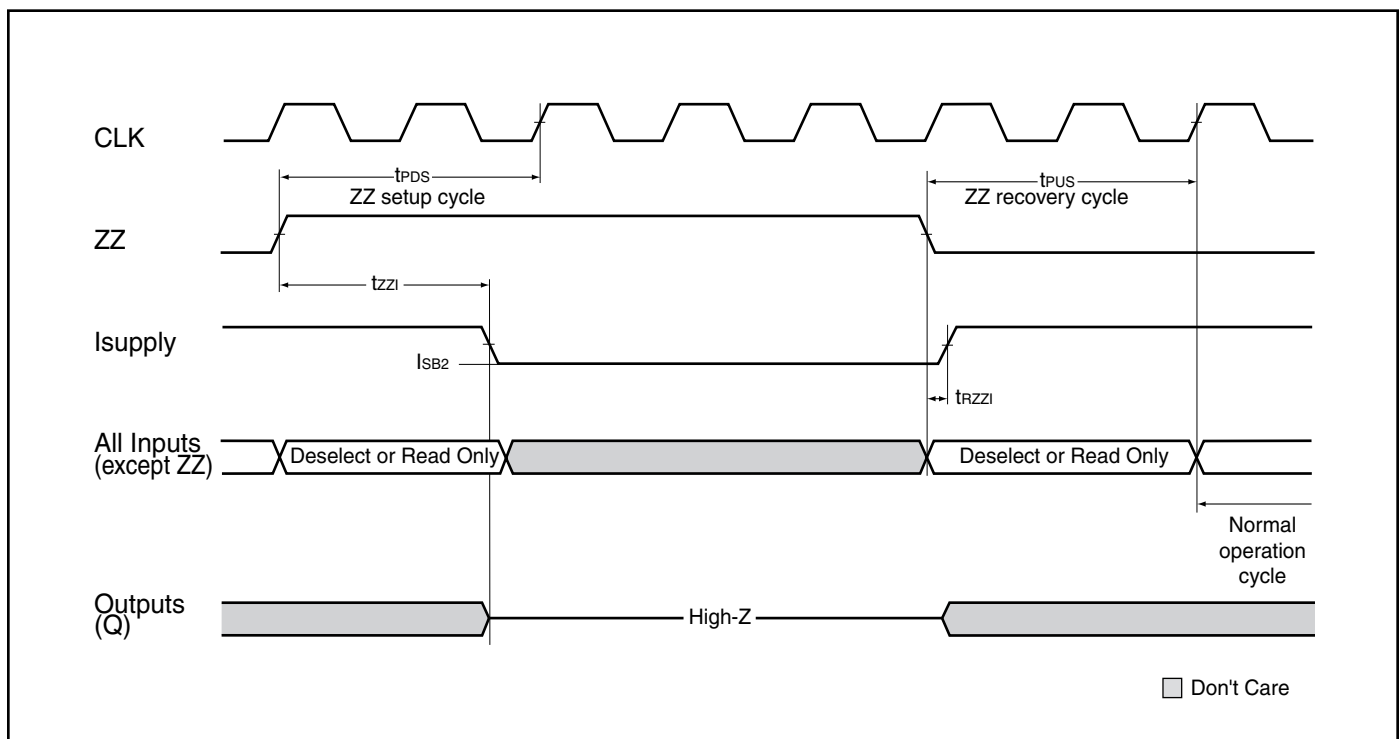 CLK
tPDS
ZZ setup cycle
tPUS
ZZ recovery cycle
ZZ
tZZI
Isupply
ISB2
tRZZI
All Inputs
(except ZZ)
Deselect or Read Only
Deselect or Read Only
Normal
operation
cycle
Outputs
(Q)
High-Z
Don't Care